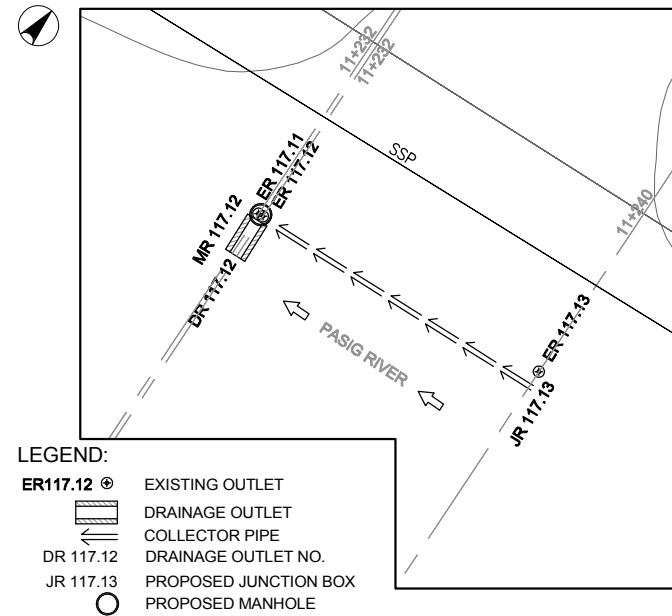 11+232
11+232
ER 117.11
ER 117.12
SSP
11+240
MR 117.12
DR 117.12
PASIG RIVER
ER 117.13
JR 117.13
LEGEND:
ER117.12 EXISTING OUTLET
DRAINAGE OUTLET
COLLECTOR PIPE
DR 117.12 DRAINAGE OUTLET NO.
JR 117.13 PROPOSED JUNCTION BOX
PROPOSED MANHOLE